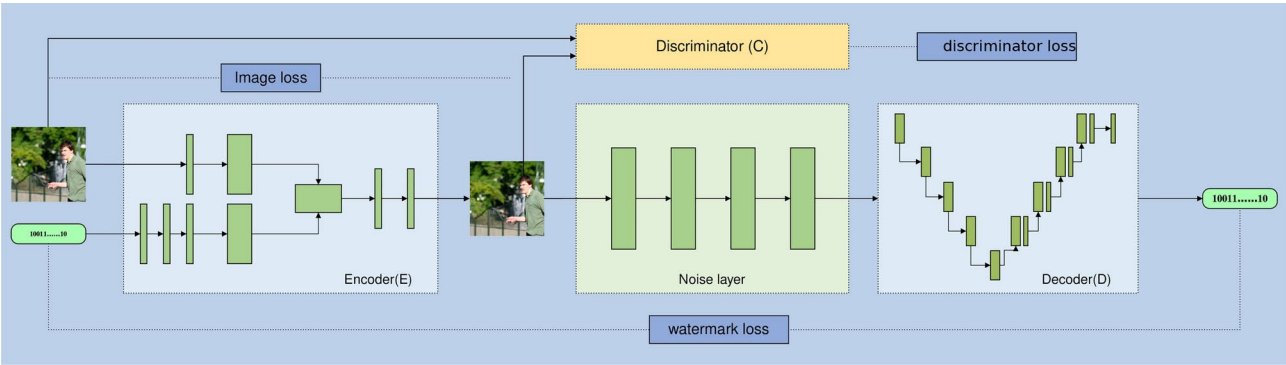 Discriminator (C)
discriminator loss
Image loss
10011......10
Encoder(E)
Noise layer
Decoder(D)
10011......10
watermark loss